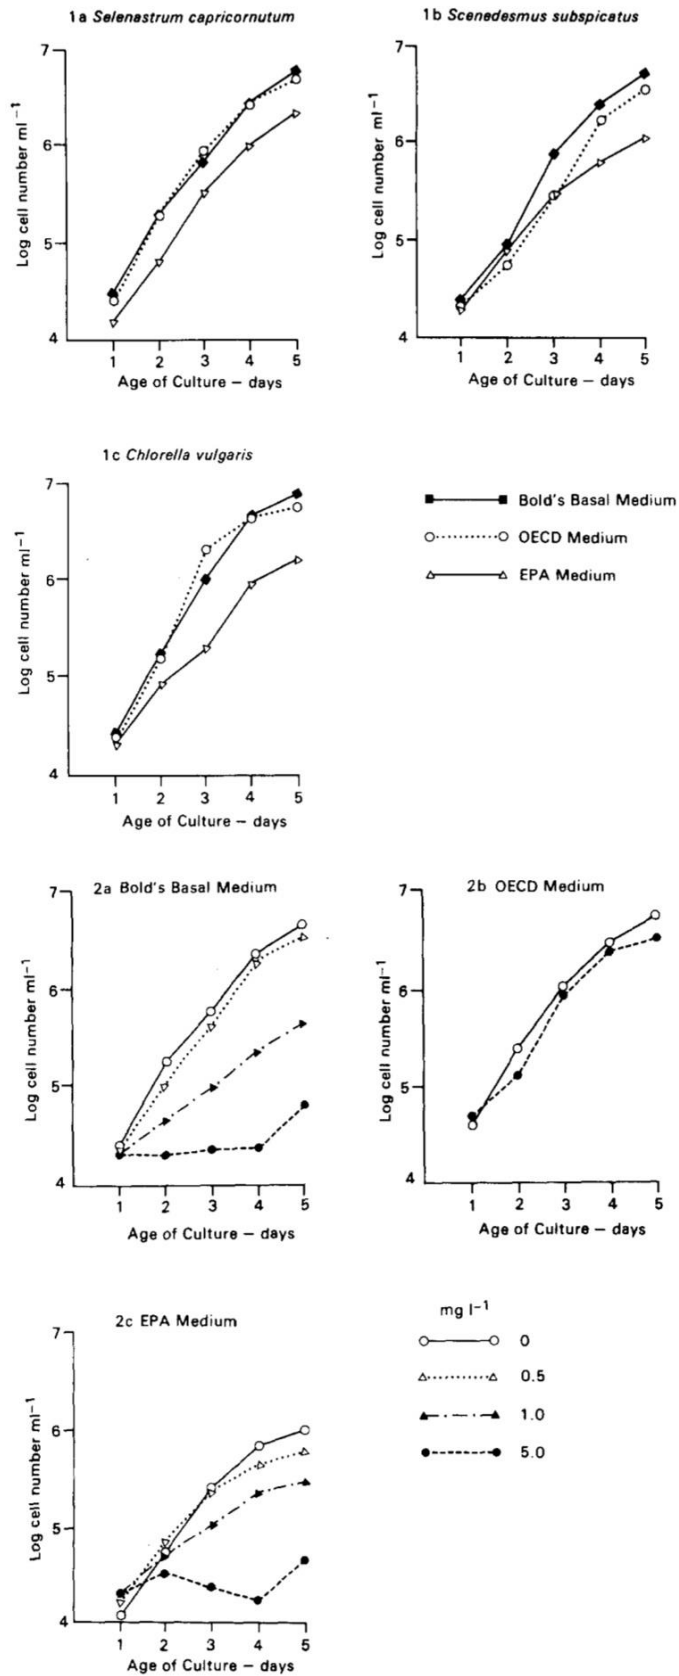 1a Selenastrum capricornutum
7
6
5
4
Log cell number ml⁻¹
1 2 3 4 5
Age of Culture – days
1b Scenedesmus subspicatus
7
6
5
4
Log cell number ml⁻¹
1 2 3 4 5
Age of Culture – days
1c Chlorella vulgaris
7
6
5
4
Log cell number ml⁻¹
1 2 3 4 5
Age of Culture – days
Bold's Basal Medium
OECD Medium
EPA Medium
2a Bold's Basal Medium
7
6
5
4
Log cell number ml⁻¹
1 2 3 4 5
Age of Culture – days
2b OECD Medium
7
6
5
4
Log cell number ml⁻¹
1 2 3 4 5
Age of Culture – days
2c EPA Medium
7
6
5
4
Log cell number ml⁻¹
1 2 3 4 5
Age of Culture – days
mg l⁻¹
0
0.5
1.0
5.0